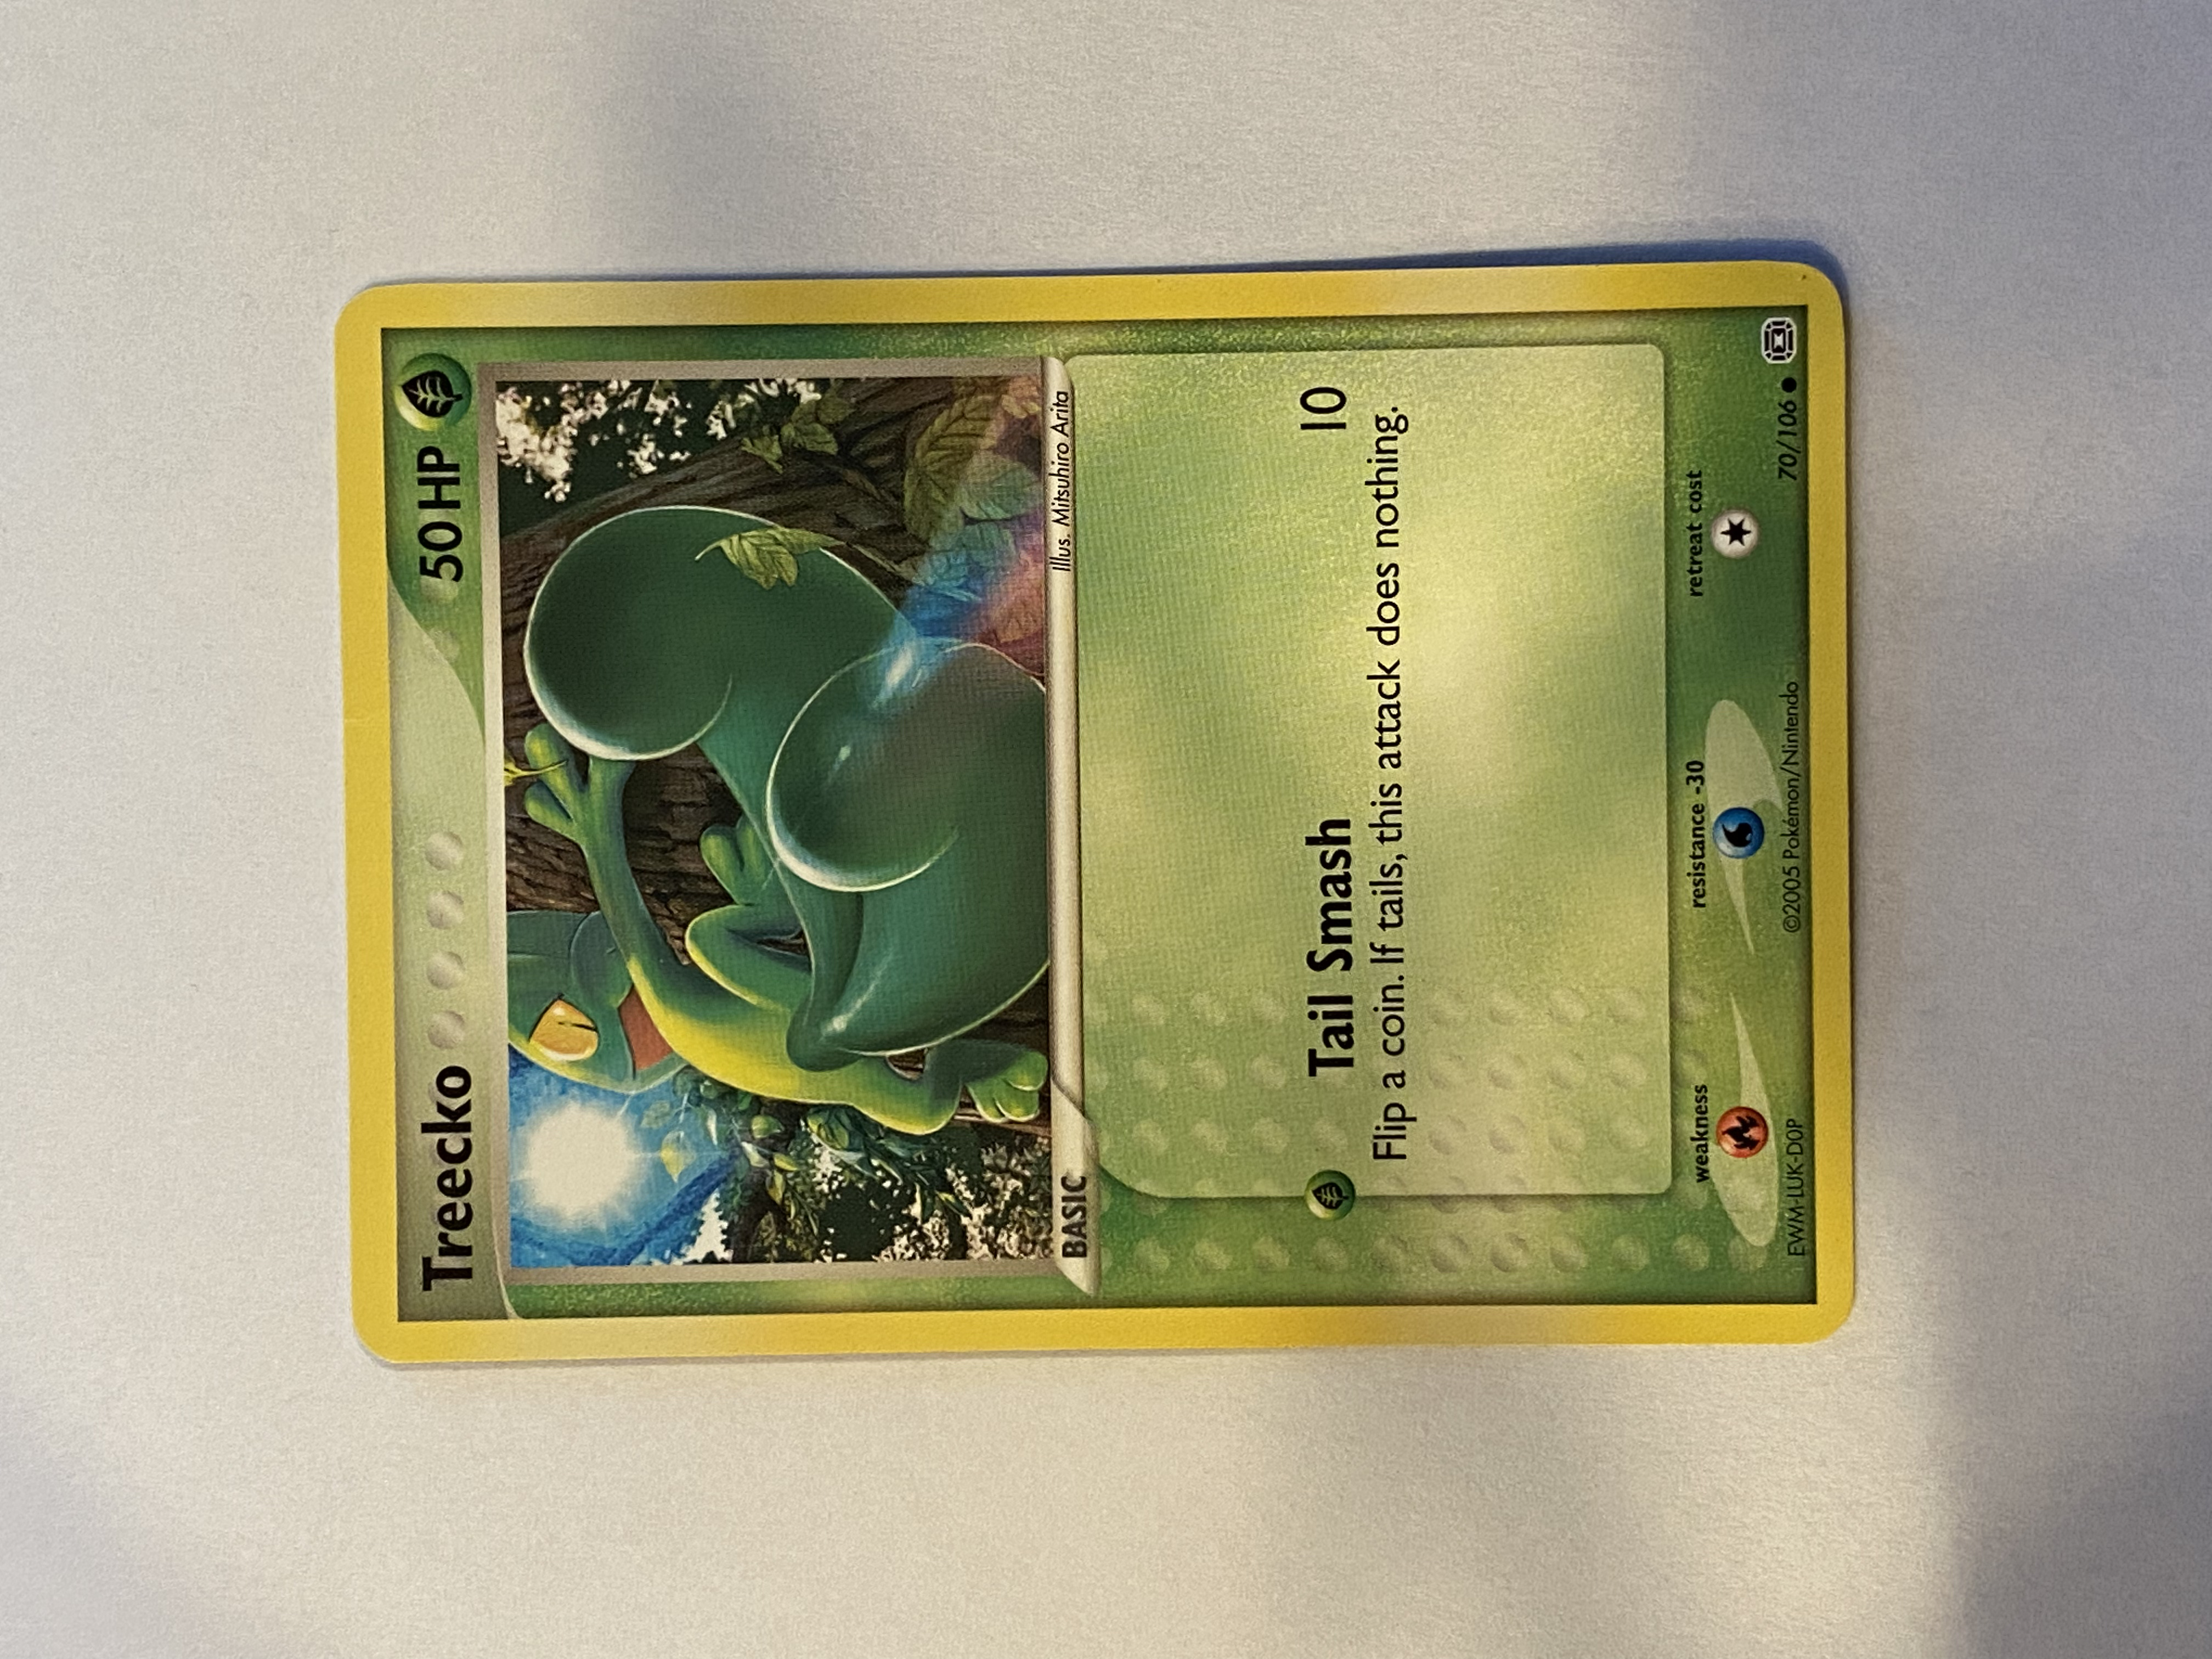 Treecko 50 HP
BASIC Illus. Mitsuhiro Arita
Tail Smash 10
Flip a coin. If tails, this attack does nothing.
weakness resistance -30 retreat cost
EWM-LUK-D0P ©2005 Pokémon/Nintendo 70/106